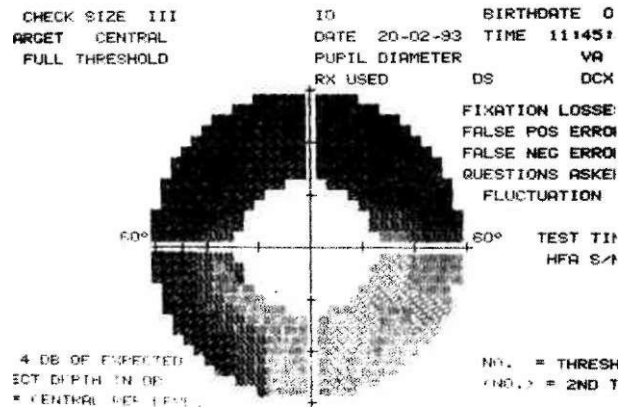 CHECK SIZE III
ARGET CENTRAL
FULL THRESHOLD
ID
BIRTHDATE 0
DATE 20-02-93 TIME 11:45:
PUPIL DIAMETER VA
RX USED DS DCX
FIXATION LOSSE
FALSE POS ERRO
FALSE NEG ERRO
QUESTIONS ASKE
FLUCTUATION
60° 60°
TEST TIM
HFA S/N
4 DB OF EXPECTED
ECT DEPTH IN DB
= CENTRAL REF LEVEL
NO. = THRESH
(NO.) = 2ND T